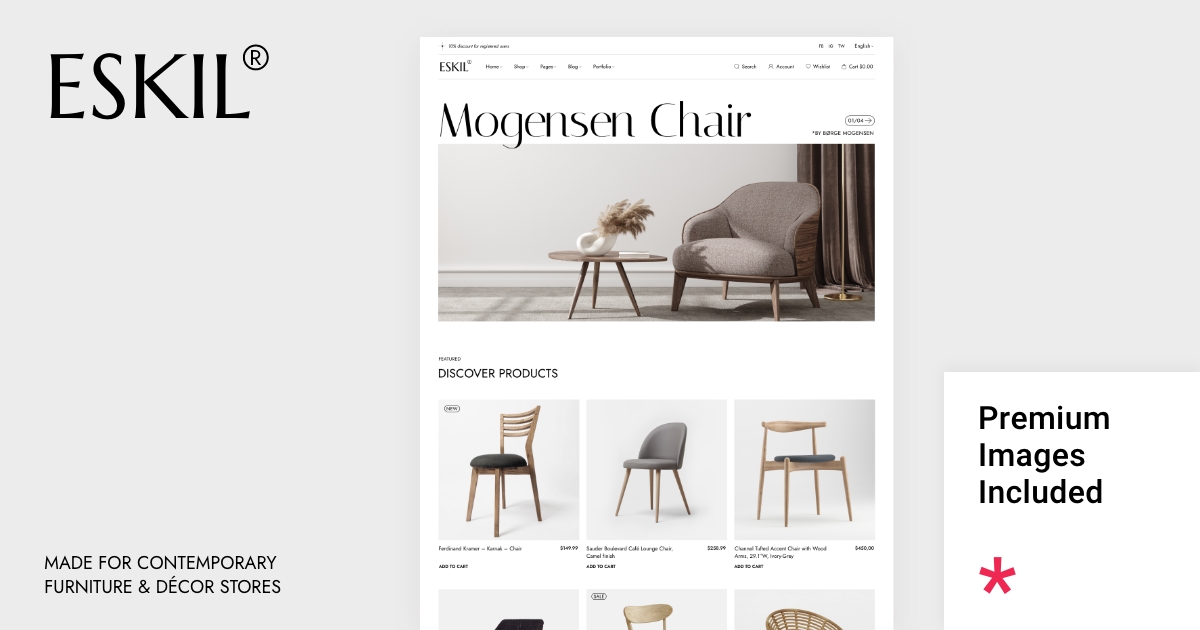 ESKIL®
10% discount for registered users
FB IG TW English
ESKIL®
Home Shop Pages Blog Portfolio
Search Account Wishlist Cart $0.00
Mogensen Chair
01/04 →
*BY BØRGE MOGENSEN
FEATURED
DISCOVER PRODUCTS
NEW
Ferdinand Kramer – Karnak – Chair $149.99
ADD TO CART
Sauder Boulevard Café Lounge Chair, $258.99
Camel finish
ADD TO CART
Channel Tufted Accent Chair with Wood $450,00
Arms, 29.1"W, Ivory-Gray
ADD TO CART
SALE
MADE FOR CONTEMPORARY
FURNITURE & DÉCOR STORES
Premium
Images
Included
*